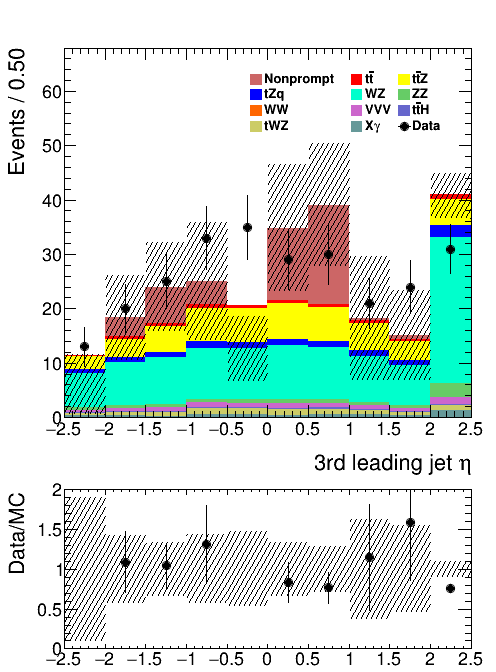 Events / 0.50
60
50
40
30
20
10
0
Nonprompt tt̄ tt̄Z
tZq WZ ZZ
WW VVV tt̄H
tWZ Xγ Data
−2.5 −2 −1.5 −1 −0.5 0 0.5 1 1.5 2 2.5
3rd leading jet η
Data/MC
2
1.5
1
0.5
0
−2.5 −2 −1.5 −1 −0.5 0 0.5 1 1.5 2 2.5